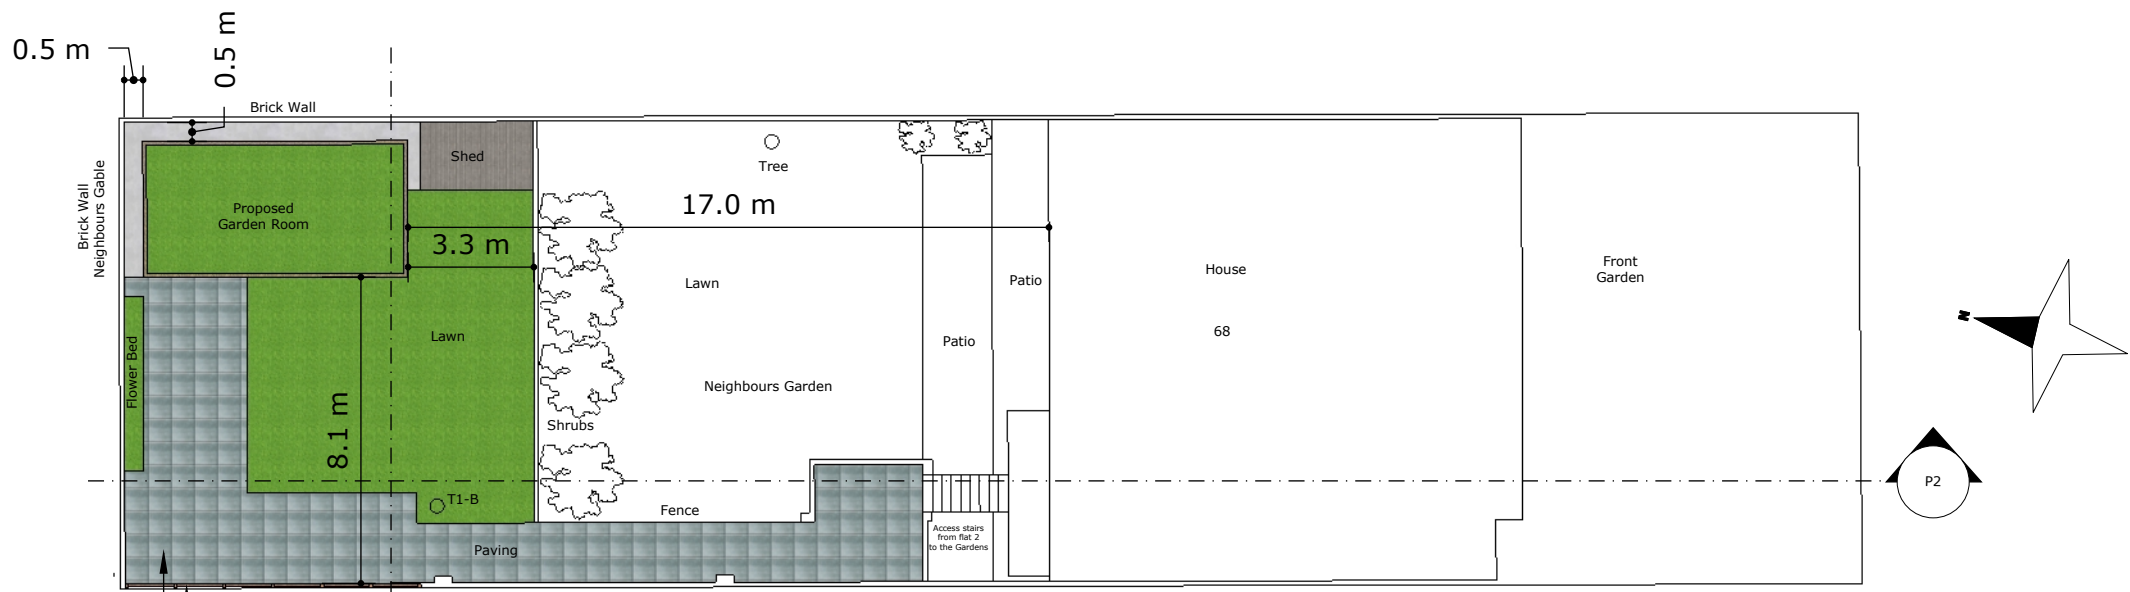 0.5 m
0.5 m
Brick Wall
Brick Wall
Neighbours Gable
Shed
Tree
Proposed
Garden Room
17.0 m
3.3 m
Lawn
Patio
House
Front
Garden
N
68
Lawn
Patio
Flower Bed
Neighbours Garden
8.1 m
Shrubs
P2
T1-B
Fence
Access stairs
from flat 2
to the Gardens
Paving